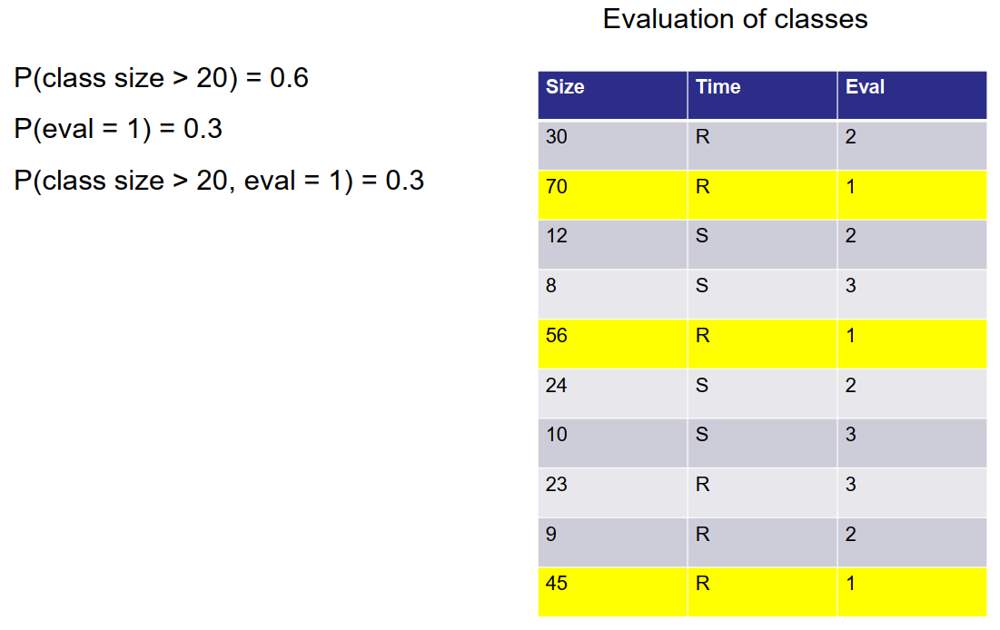 Evaluation of classes
P(class size > 20) = 0.6
P(eval = 1) = 0.3
P(class size > 20, eval = 1) = 0.3
Size Time Eval
30 R 2
70 R 1
12 S 2
8 S 3
56 R 1
24 S 2
10 S 3
23 R 3
9 R 2
45 R 1